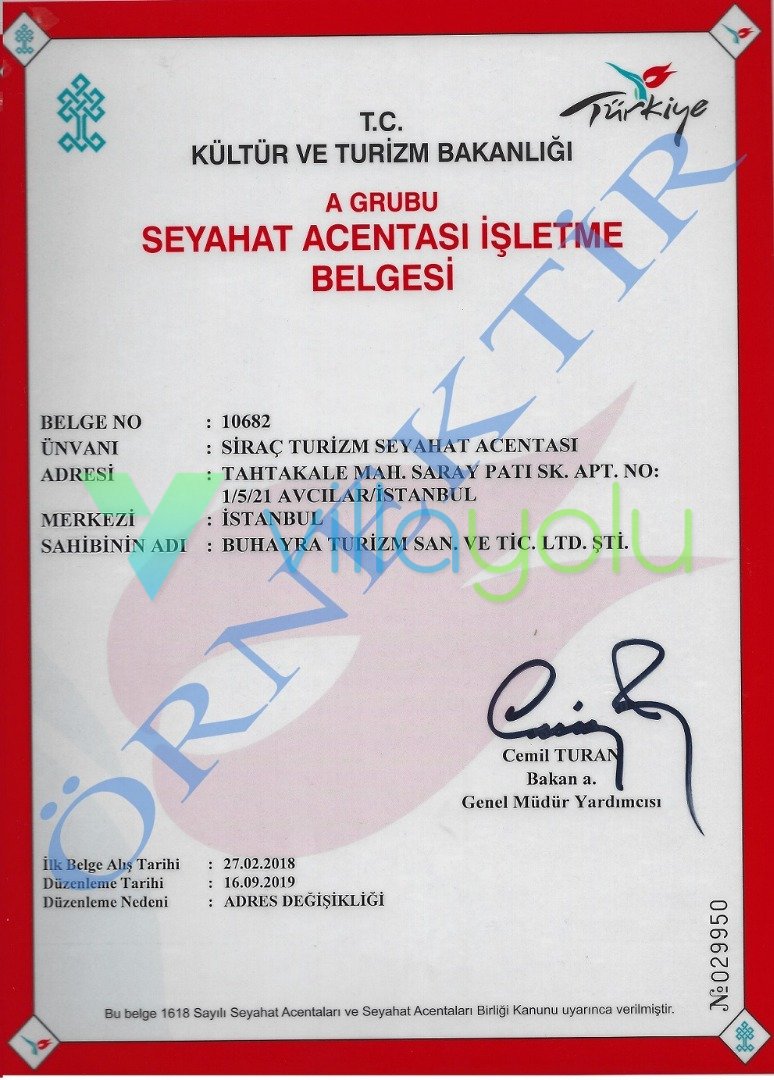 Türkiye
T.C.
KÜLTÜR VE TURİZM BAKANLIĞI
A GRUBU
SEYAHAT ACENTASI İŞLETME
BELGESİ
BELGE NO : 10682
ÜNVANI : SİRAÇ TURİZM SEYAHAT ACENTASI
ADRESİ : TAHTAKALE MAH. SARAY PATI SK. APT. NO:
1/5/21 AVCILAR/İSTANBUL
MERKEZİ : İSTANBUL
SAHİBİNİN ADI : BUHAYRA TURİZM SAN. VE TİC. LTD. ŞTİ.
villayolu
ÖRNEKTİR
Cemil TURAN
Bakan a.
Genel Müdür Yardımcısı
İlk Belge Alış Tarihi : 27.02.2018
Düzenleme Tarihi : 16.09.2019
Düzenleme Nedeni : ADRES DEĞİŞİKLİĞİ
№029950
Bu belge 1618 Sayılı Seyahat Acentaları ve Seyahat Acentaları Birliği Kanunu uyarınca verilmiştir.